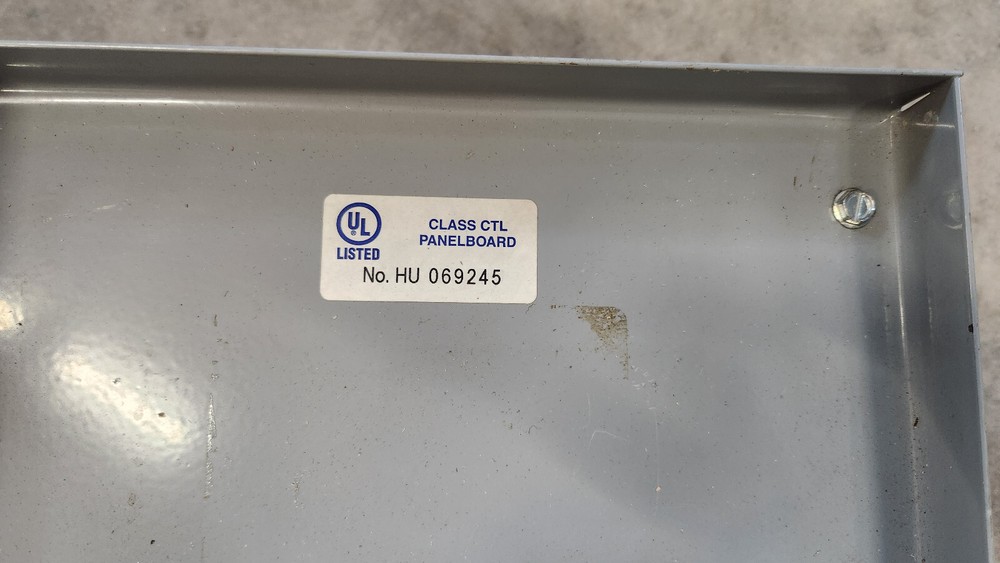 UL
®
LISTED
CLASS CTL
PANELBOARD
No. HU 069245